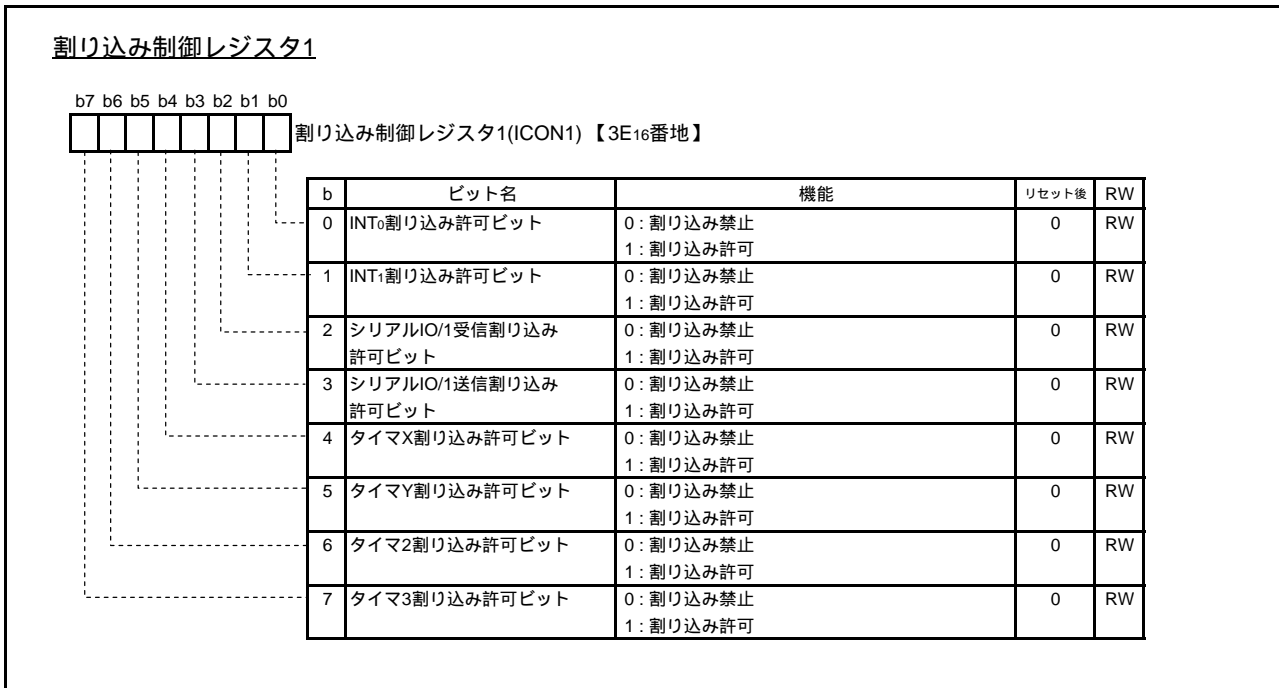 割り込み制御レジスタ1
b7 b6 b5 b4 b3 b2 b1 b0
割り込み制御レジスタ1(ICON1) 【3E16番地】
b ビット名 機能 リセット後 RW
0 INT0割り込み許可ビット 0 : 割り込み禁止 0 RW
1 : 割り込み許可
1 INT1割り込み許可ビット 0 : 割り込み禁止 0 RW
1 : 割り込み許可
2 シリアルIO/1受信割り込み 0 : 割り込み禁止 0 RW
許可ビット 1 : 割り込み許可
3 シリアルIO/1送信割り込み 0 : 割り込み禁止 0 RW
許可ビット 1 : 割り込み許可
4 タイマX割り込み許可ビット 0 : 割り込み禁止 0 RW
1 : 割り込み許可
5 タイマY割り込み許可ビット 0 : 割り込み禁止 0 RW
1 : 割り込み許可
6 タイマ2割り込み許可ビット 0 : 割り込み禁止 0 RW
1 : 割り込み許可
7 タイマ3割り込み許可ビット 0 : 割り込み禁止 0 RW
1 : 割り込み許可